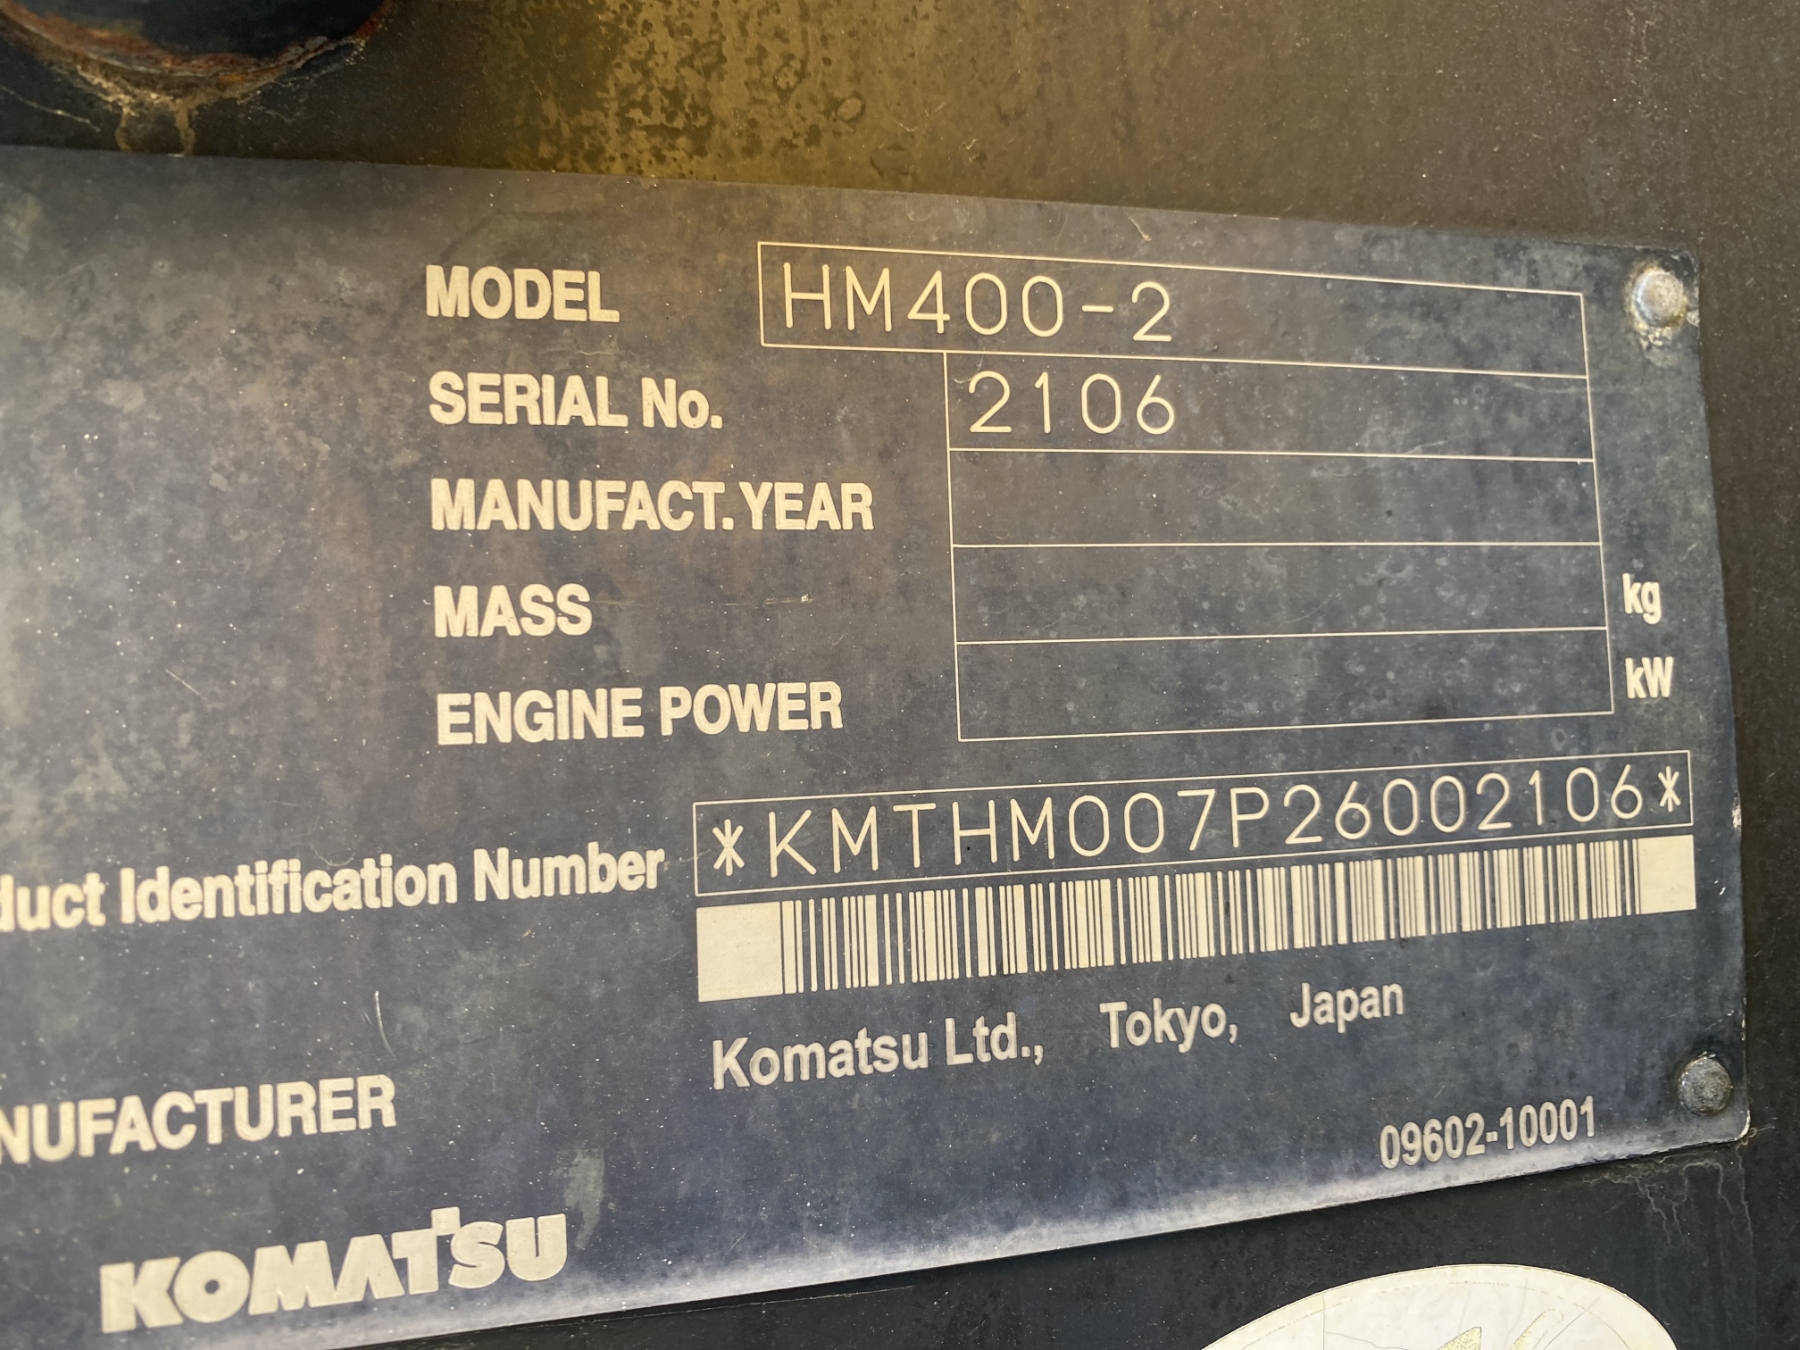 MODEL HM400-2
SERIAL No. 2106
MANUFACT. YEAR
MASS kg
ENGINE POWER kW
duct Identification Number *KMTHM007P26002106*
Komatsu Ltd., Tokyo, Japan
NUFACTURER
09602-10001
KOMATSU